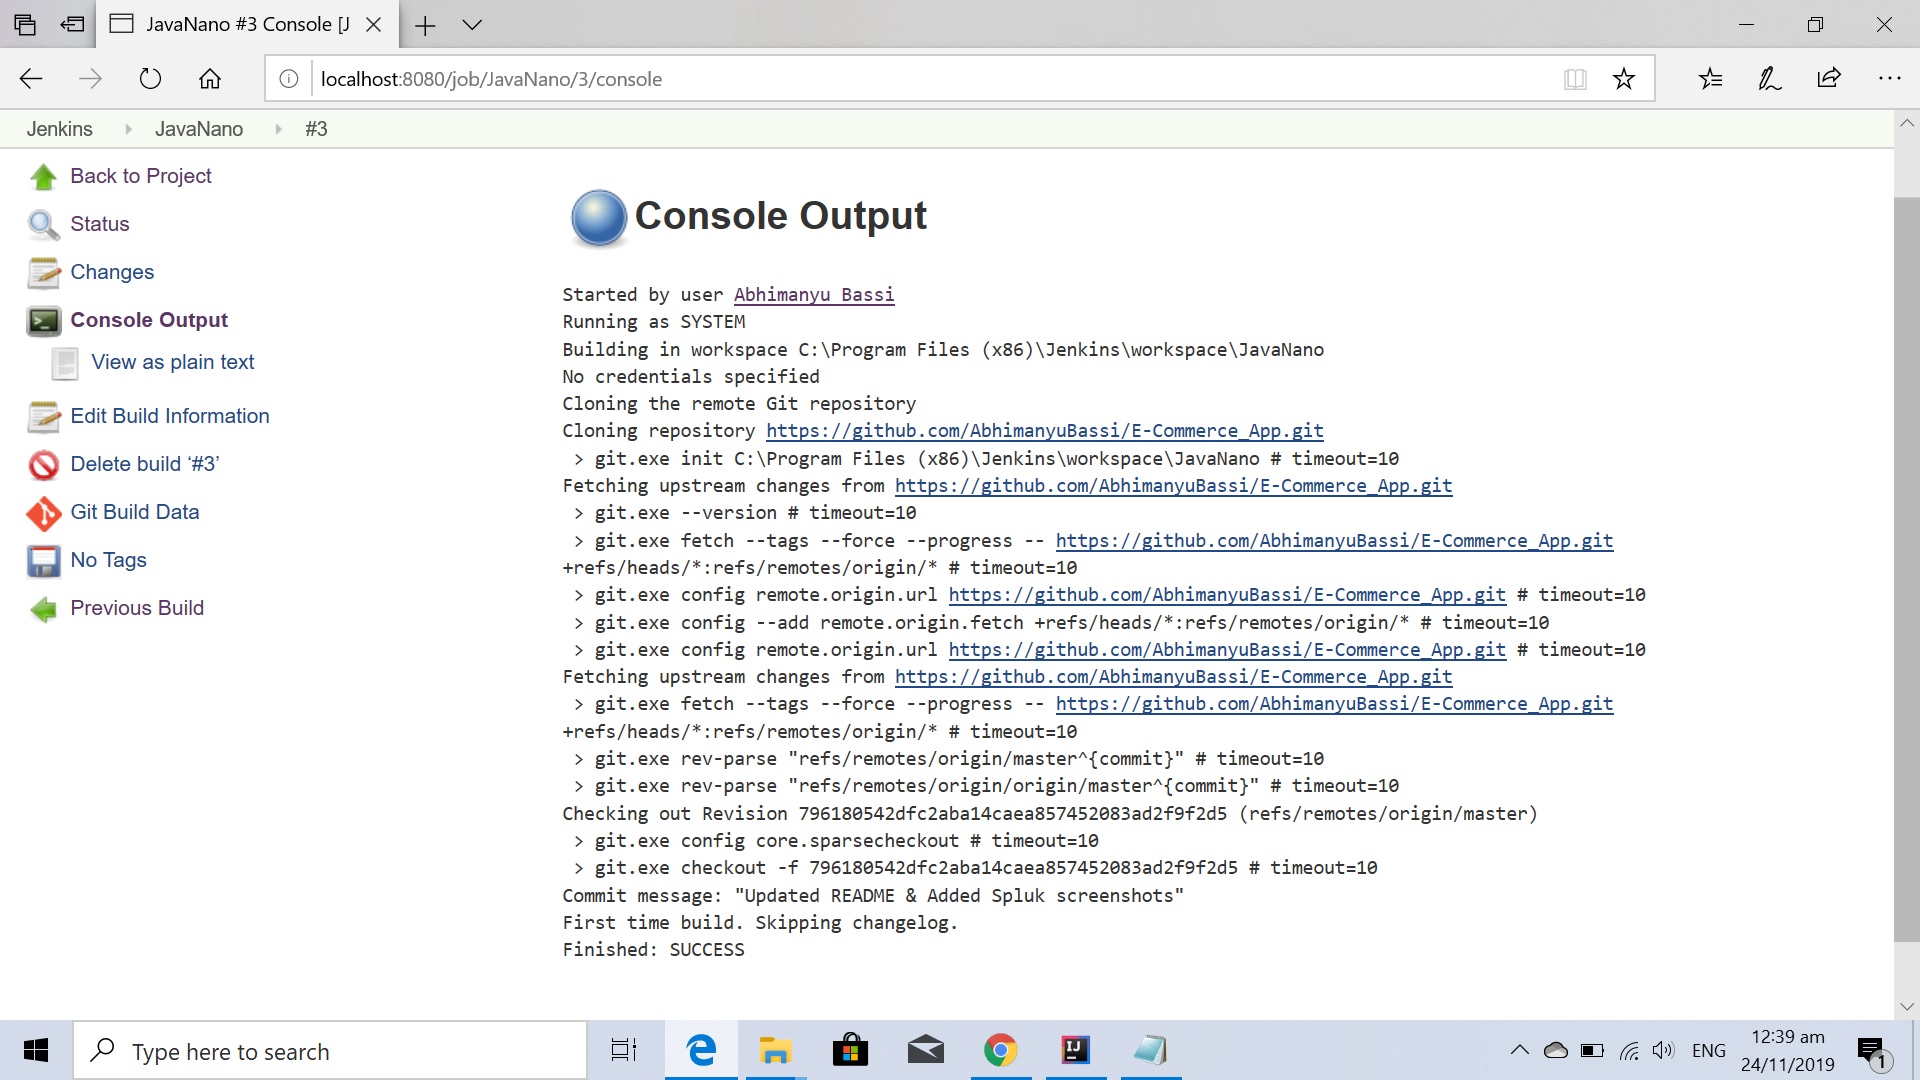 JavaNano #3 Console [J
localhost:8080/job/JavaNano/3/console
Jenkins JavaNano #3
Back to Project
Status
Changes
Console Output
View as plain text
Edit Build Information
Delete build ‘#3’
Git Build Data
No Tags
Previous Build
Console Output
Started by user Abhimanyu Bassi
Running as SYSTEM
Building in workspace C:\Program Files (x86)\Jenkins\workspace\JavaNano
No credentials specified
Cloning the remote Git repository
Cloning repository https://github.com/AbhimanyuBassi/E-Commerce_App.git
> git.exe init C:\Program Files (x86)\Jenkins\workspace\JavaNano # timeout=10
Fetching upstream changes from https://github.com/AbhimanyuBassi/E-Commerce_App.git
> git.exe --version # timeout=10
> git.exe fetch --tags --force --progress -- https://github.com/AbhimanyuBassi/E-Commerce_App.git
+refs/heads/*:refs/remotes/origin/* # timeout=10
> git.exe config remote.origin.url https://github.com/AbhimanyuBassi/E-Commerce_App.git # timeout=10
> git.exe config --add remote.origin.fetch +refs/heads/*:refs/remotes/origin/* # timeout=10
> git.exe config remote.origin.url https://github.com/AbhimanyuBassi/E-Commerce_App.git # timeout=10
Fetching upstream changes from https://github.com/AbhimanyuBassi/E-Commerce_App.git
> git.exe fetch --tags --force --progress -- https://github.com/AbhimanyuBassi/E-Commerce_App.git
+refs/heads/*:refs/remotes/origin/* # timeout=10
> git.exe rev-parse "refs/remotes/origin/master^{commit}" # timeout=10
> git.exe rev-parse "refs/remotes/origin/origin/master^{commit}" # timeout=10
Checking out Revision 796180542dfc2aba14caea857452083ad2f9f2d5 (refs/remotes/origin/master)
> git.exe config core.sparsecheckout # timeout=10
> git.exe checkout -f 796180542dfc2aba14caea857452083ad2f9f2d5 # timeout=10
Commit message: "Updated README & Added Spluk screenshots"
First time build. Skipping changelog.
Finished: SUCCESS
Type here to search
IJ
ENG
12:39 am
24/11/2019
1